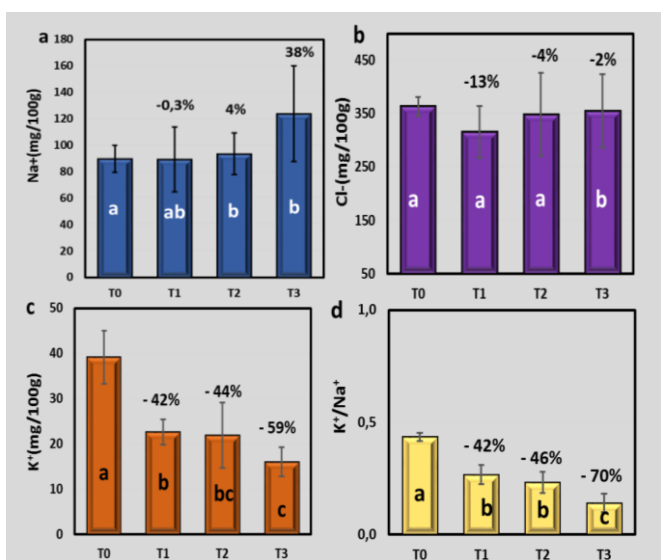 a
Na+(mg/100g)
180
160
140
120
100
80
60
40
20
0
-0,3%
4%
38%
a
ab
b
b
T0
T1
T2
T3
b
Cl-(mg/100g)
450
350
250
150
50
-13%
-4%
-2%
a
a
a
b
T0
T1
T2
T3
c
K⁺(mg/100g)
50
40
30
20
10
0
- 42%
- 44%
- 59%
a
b
bc
c
T0
T1
T2
T3
d
K⁺/Na⁺
1,0
0,5
0,0
- 42%
- 46%
- 70%
a
b
b
c
T0
T1
T2
T3